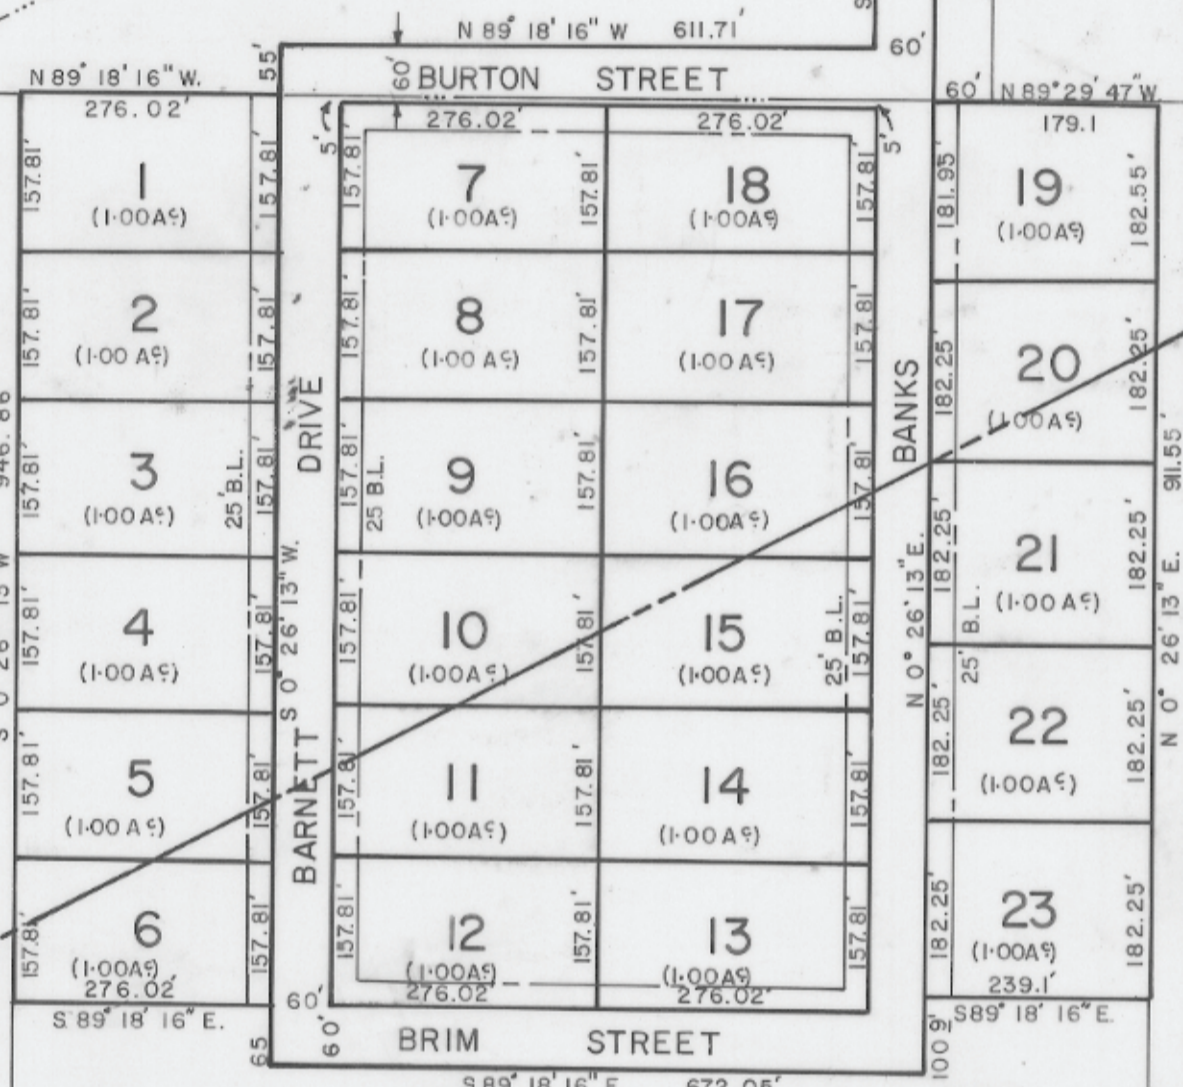 N 89° 18' 16" W 611.71'
60'
55'
60'
BURTON STREET
N 89° 18' 16" W.
60'
N 89° 29' 47" W
276.02'
5'
276.02'
276.02'
5'
179.1
157.81'
1
(1.00 Ac)
157.81'
157.81'
7
(1.00 Ac)
157.81'
18
(1.00 Ac)
157.81'
181.95'
19
(1.00 Ac)
182.55'
157.81'
2
(1.00 Ac)
157.81'
157.81'
8
(1.00 Ac)
157.81'
17
(1.00 Ac)
157.81'
182.25'
20
(1.00 Ac)
182.25'
DRIVE
BANKS
946.86
157.81'
3
(1.00 Ac)
25' B.L.
157.81'
157.81'
25' B.L.
9
(1.00 Ac)
157.81'
16
(1.00 Ac)
157.81'
911.55'
182.25'
21
(1.00 Ac)
182.25'
25' B.L.
S 0° 26' 13" W.
N 0° 26' 13" E.
N 0° 26' 13" E.
157.81'
4
(1.00 Ac)
157.81'
157.81'
10
(1.00 Ac)
157.81'
15
(1.00 Ac)
25' B.L.
157.81'
182.25'
22
(1.00 Ac)
182.25'
BARNETT
157.81'
5
(1.00 Ac)
157.81'
157.81'
11
(1.00 Ac)
157.81'
14
(1.00 Ac)
157.81'
182.25'
23
(1.00 Ac)
182.25'
239.1'
157.81'
6
(1.00 Ac)
157.81'
276.02'
157.81'
12
(1.00 Ac)
157.81'
276.02'
13
(1.00 Ac)
157.81'
276.02'
S 89° 18' 16" E.
60'
S 89° 18' 16" E.
65
60'
BRIM STREET
100.9'
S 89° 18' 16" E 672.05'